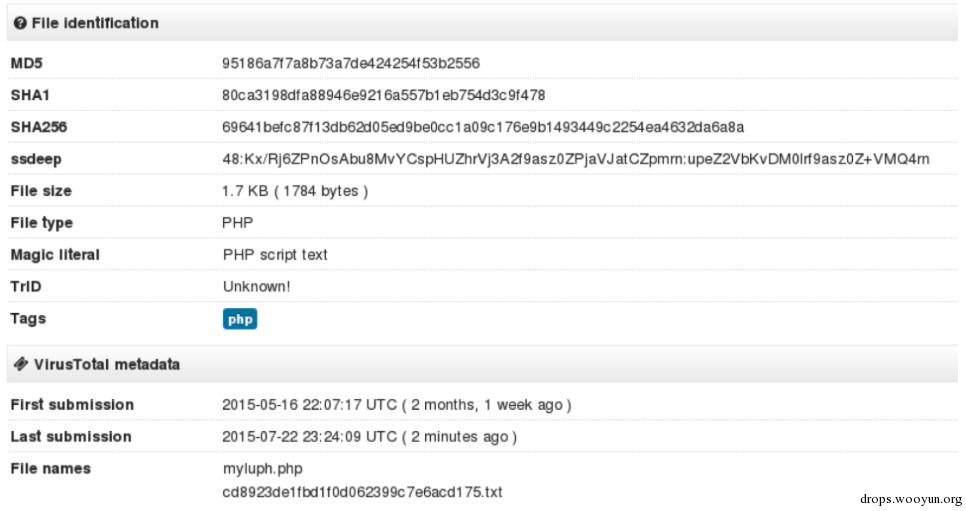 File identification
MD5 95186a7f7a8b73a7de424254f53b2556
SHA1 80ca3198dfa88946e9216a557b1eb754d3c9f478
SHA256 69641befc87f13db62d05ed9be0cc1a09c176e9b1493449c2254ea4632da6a8a
ssdeep 48:Kx/Rj6ZPnOsAbu8MvYCspHUZhrVj3A2f9asz0ZPjaVJatCZpmrn:upeZ2VbKvDM0lrf9asz0Z+VMQ4rn
File size 1.7 KB ( 1784 bytes )
File type PHP
Magic literal PHP script text
TrID Unknown!
Tags php
VirusTotal metadata
First submission 2015-05-16 22:07:17 UTC ( 2 months, 1 week ago )
Last submission 2015-07-22 23:24:09 UTC ( 2 minutes ago )
File names myluph.php
cd8923de1fbd1f0d062399c7e6acd175.txt
drops.wooyun.org